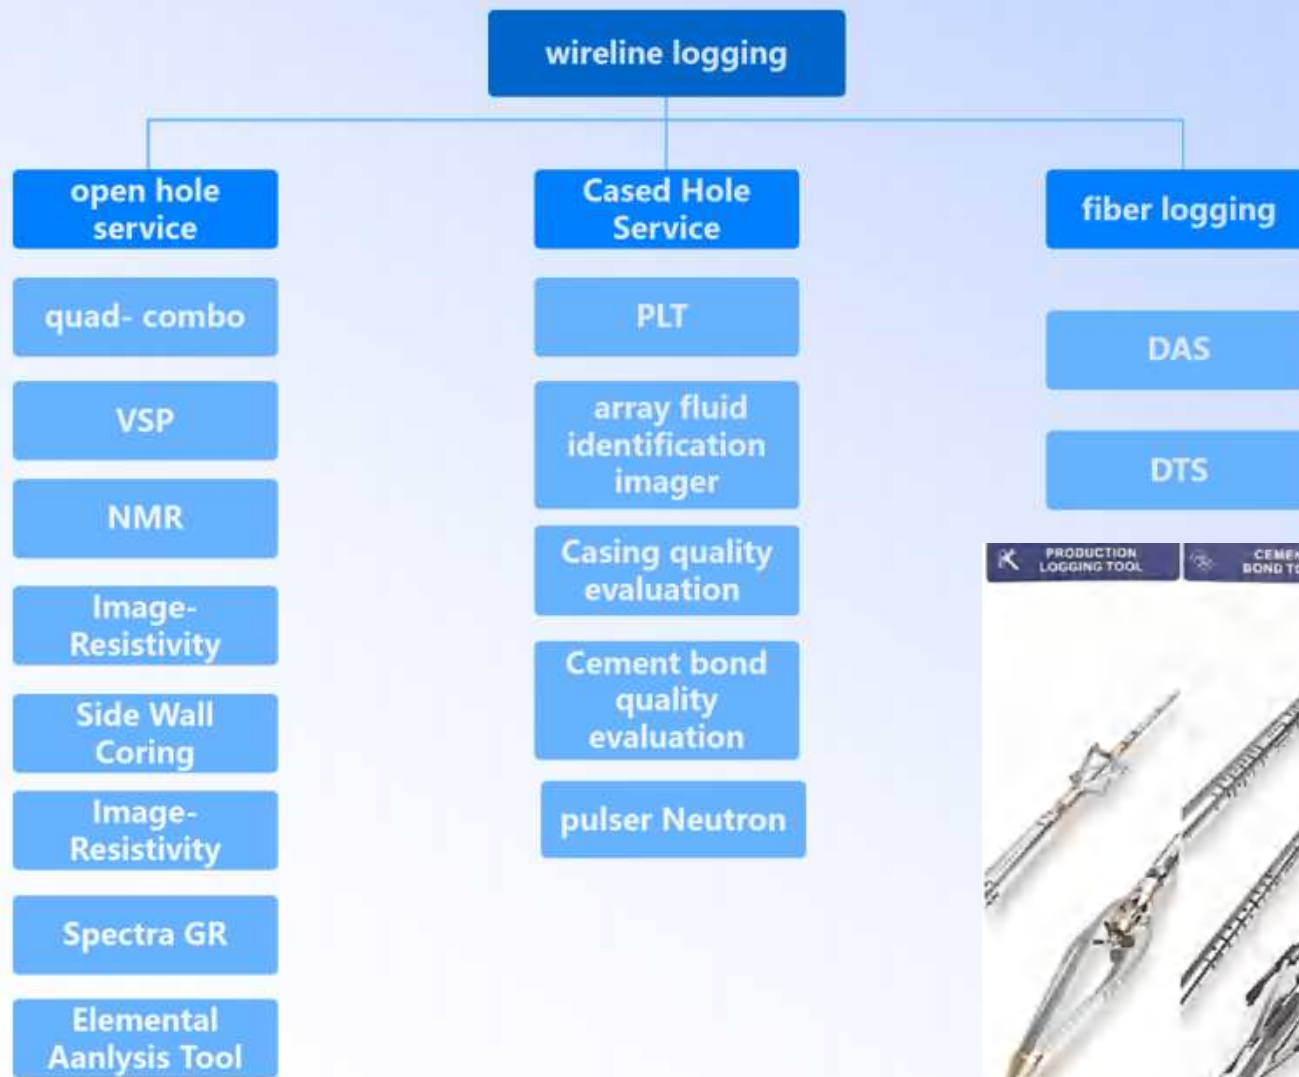 wireline logging
open hole
service
quad- combo
VSP
NMR
Image-
Resistivity
Side Wall
Coring
Image-
Resistivity
Spectra GR
Elemental
Aanlysis Tool
Cased Hole
Service
PLT
array fluid
identification
imager
Casing quality
evaluation
Cement bond
quality
evaluation
pulser Neutron
fiber logging
DAS
DTS
PRODUCTION
LOGGING TOOL
BOND